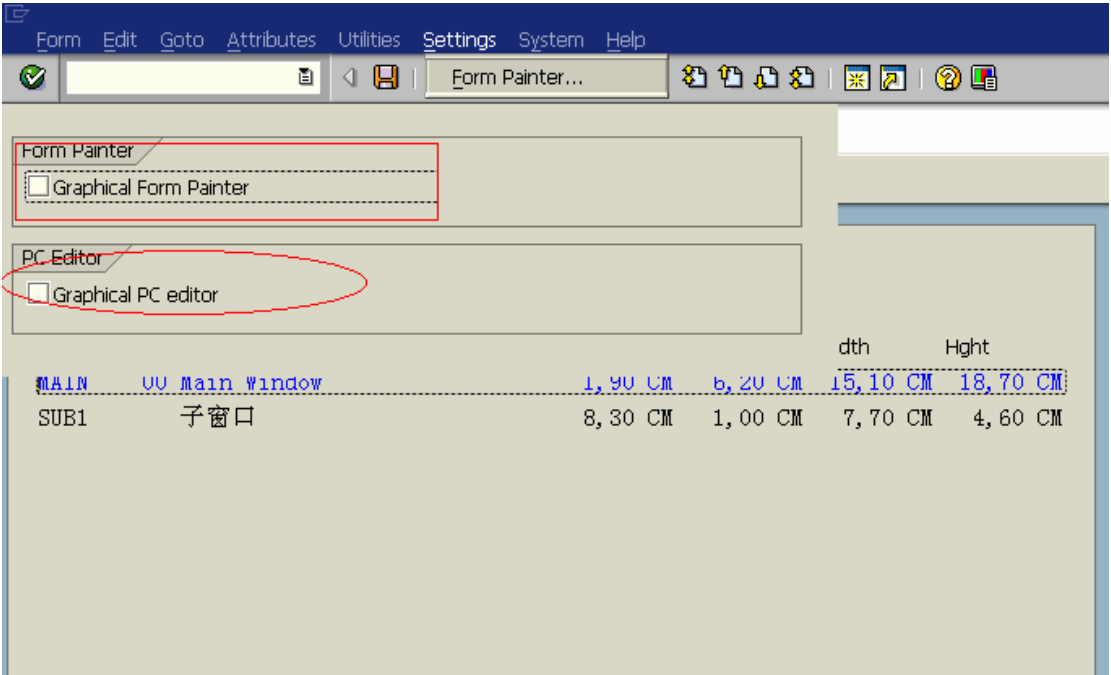 Form Edit Goto Attributes Utilities Settings System Help
Form Painter...
Form Painter
Graphical Form Painter
PC Editor
Graphical PC editor
dth Hght
MAIN 00 Main Window 1,90 CM 6,20 CM 15,10 CM 18,70 CM
SUB1 子窗口 8,30 CM 1,00 CM 7,70 CM 4,60 CM